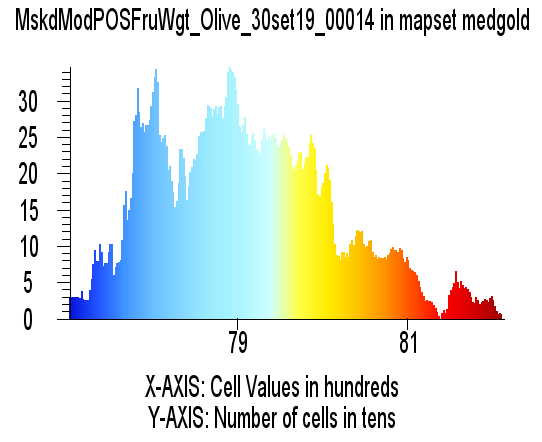 MskdModPOSFruWgt_Olive_30set19_00014 in mapset medgold
30
25
20
15
10
5
0
79 81
X-AXIS: Cell Values in hundreds
Y-AXIS: Number of cells in tens